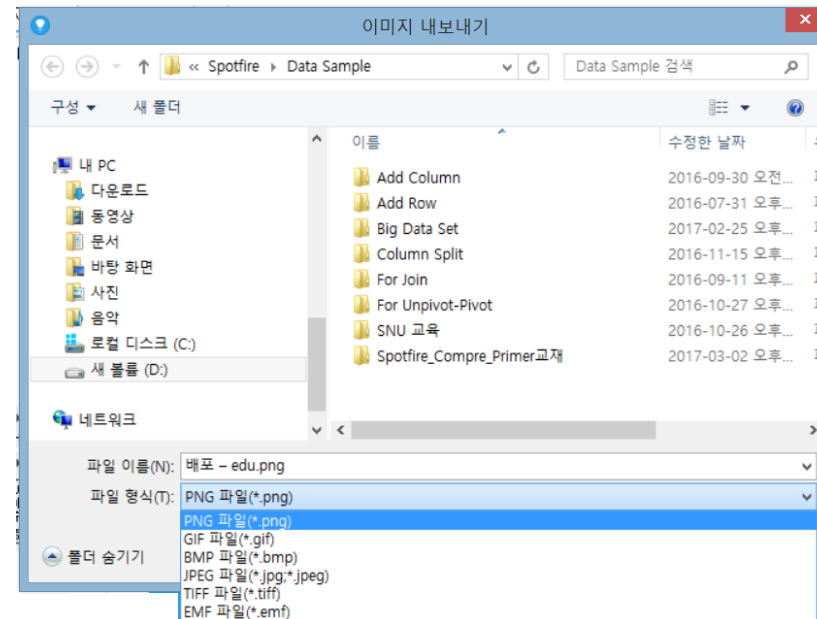 이미지 내보내기
« Spotfire Data Sample
Data Sample 검색
구성 새 폴더
이름 수정한 날짜
내 PC
다운로드
동영상
문서
바탕 화면
사진
음악
로컬 디스크 (C:)
새 볼륨 (D:)
네트워크
Add Column 2016-09-30 오전...
Add Row 2016-07-31 오후...
Big Data Set 2017-02-25 오후...
Column Split 2016-11-15 오후...
For Join 2016-09-11 오후...
For Unpivot-Pivot 2016-10-27 오후...
SNU 교육 2016-10-26 오후...
Spotfire_Compre_Primer교재 2017-03-02 오후...
파일 이름(N): 배포 – edu.png
파일 형식(T): PNG 파일(*.png)
PNG 파일(*.png)
GIF 파일(*.gif)
BMP 파일(*.bmp)
JPEG 파일(*.jpg;*.jpeg)
TIFF 파일(*.tiff)
EMF 파일(*.emf)
폴더 숨기기